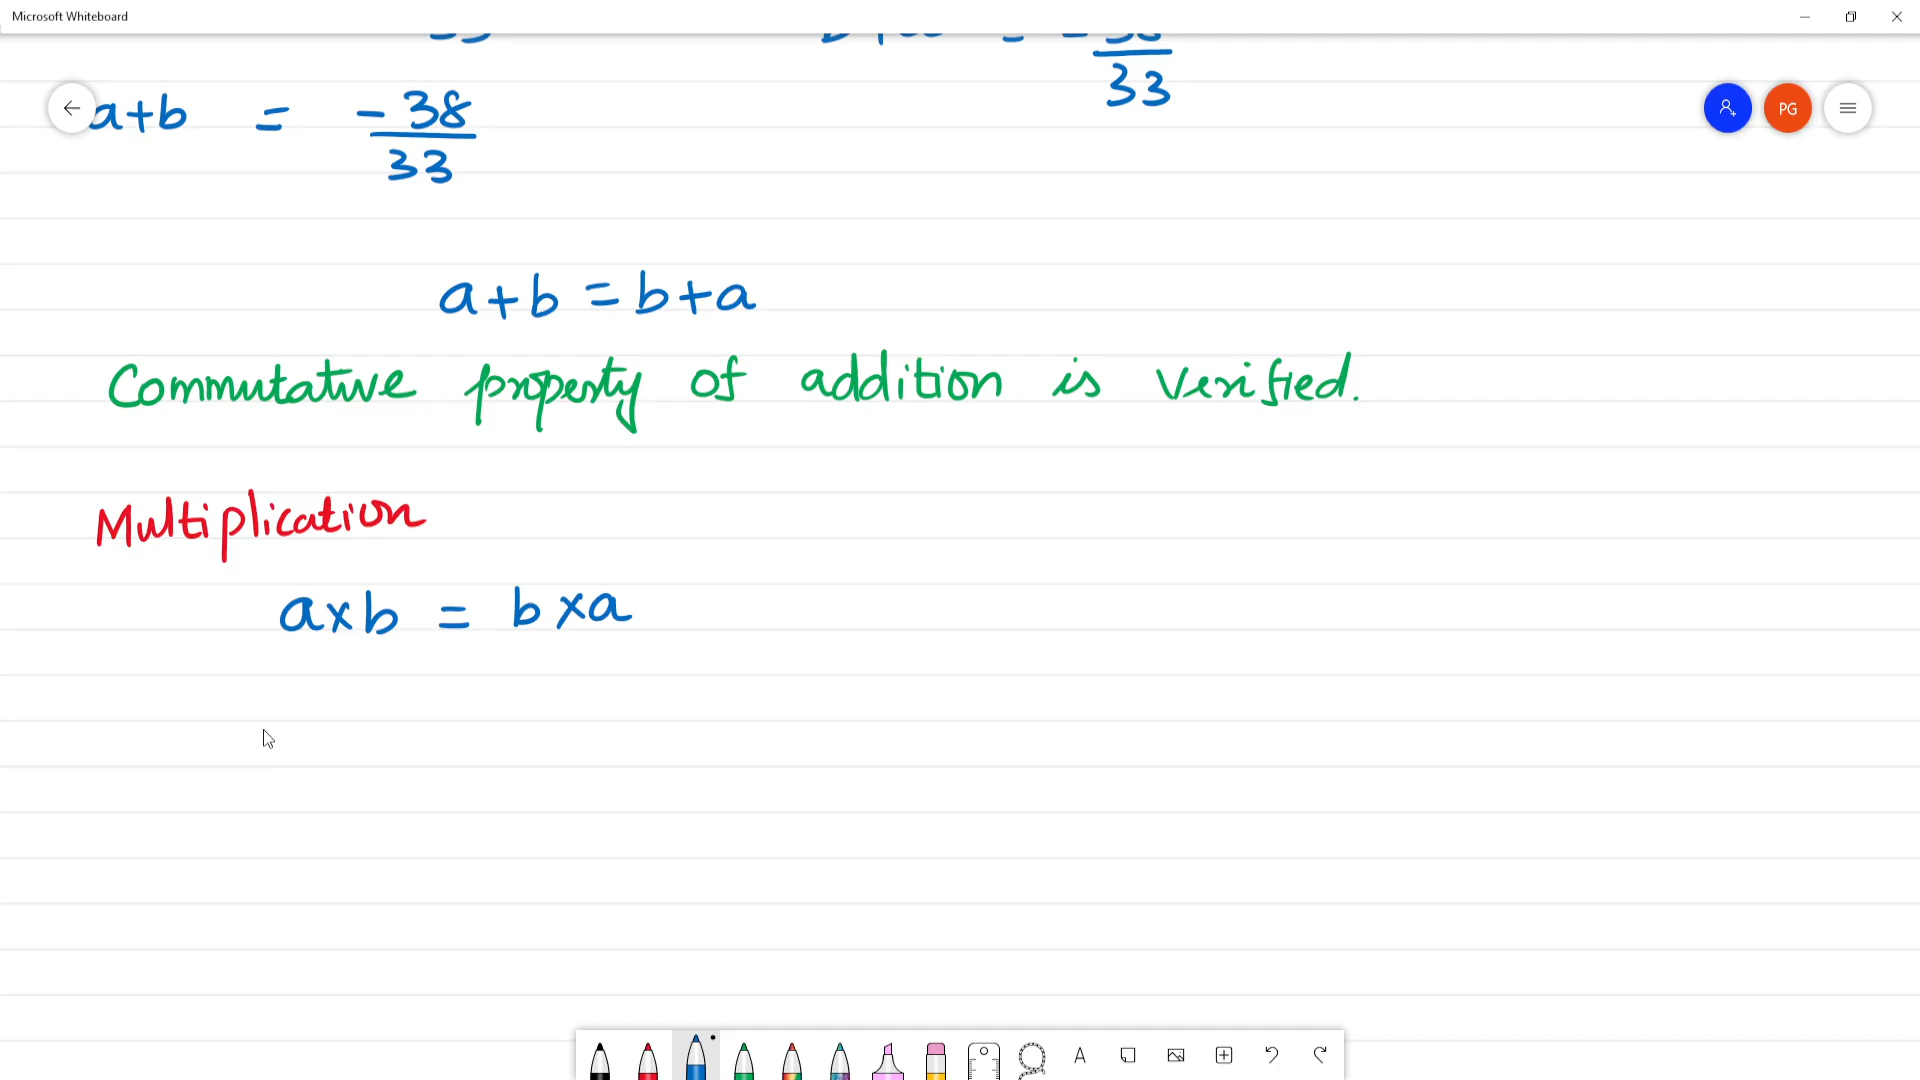 Microsoft Whiteboard
a+b = -38/33
33
PG
a+b = b+a
Commutative property of addition is verified.
Multiplication
a×b = b×a
A